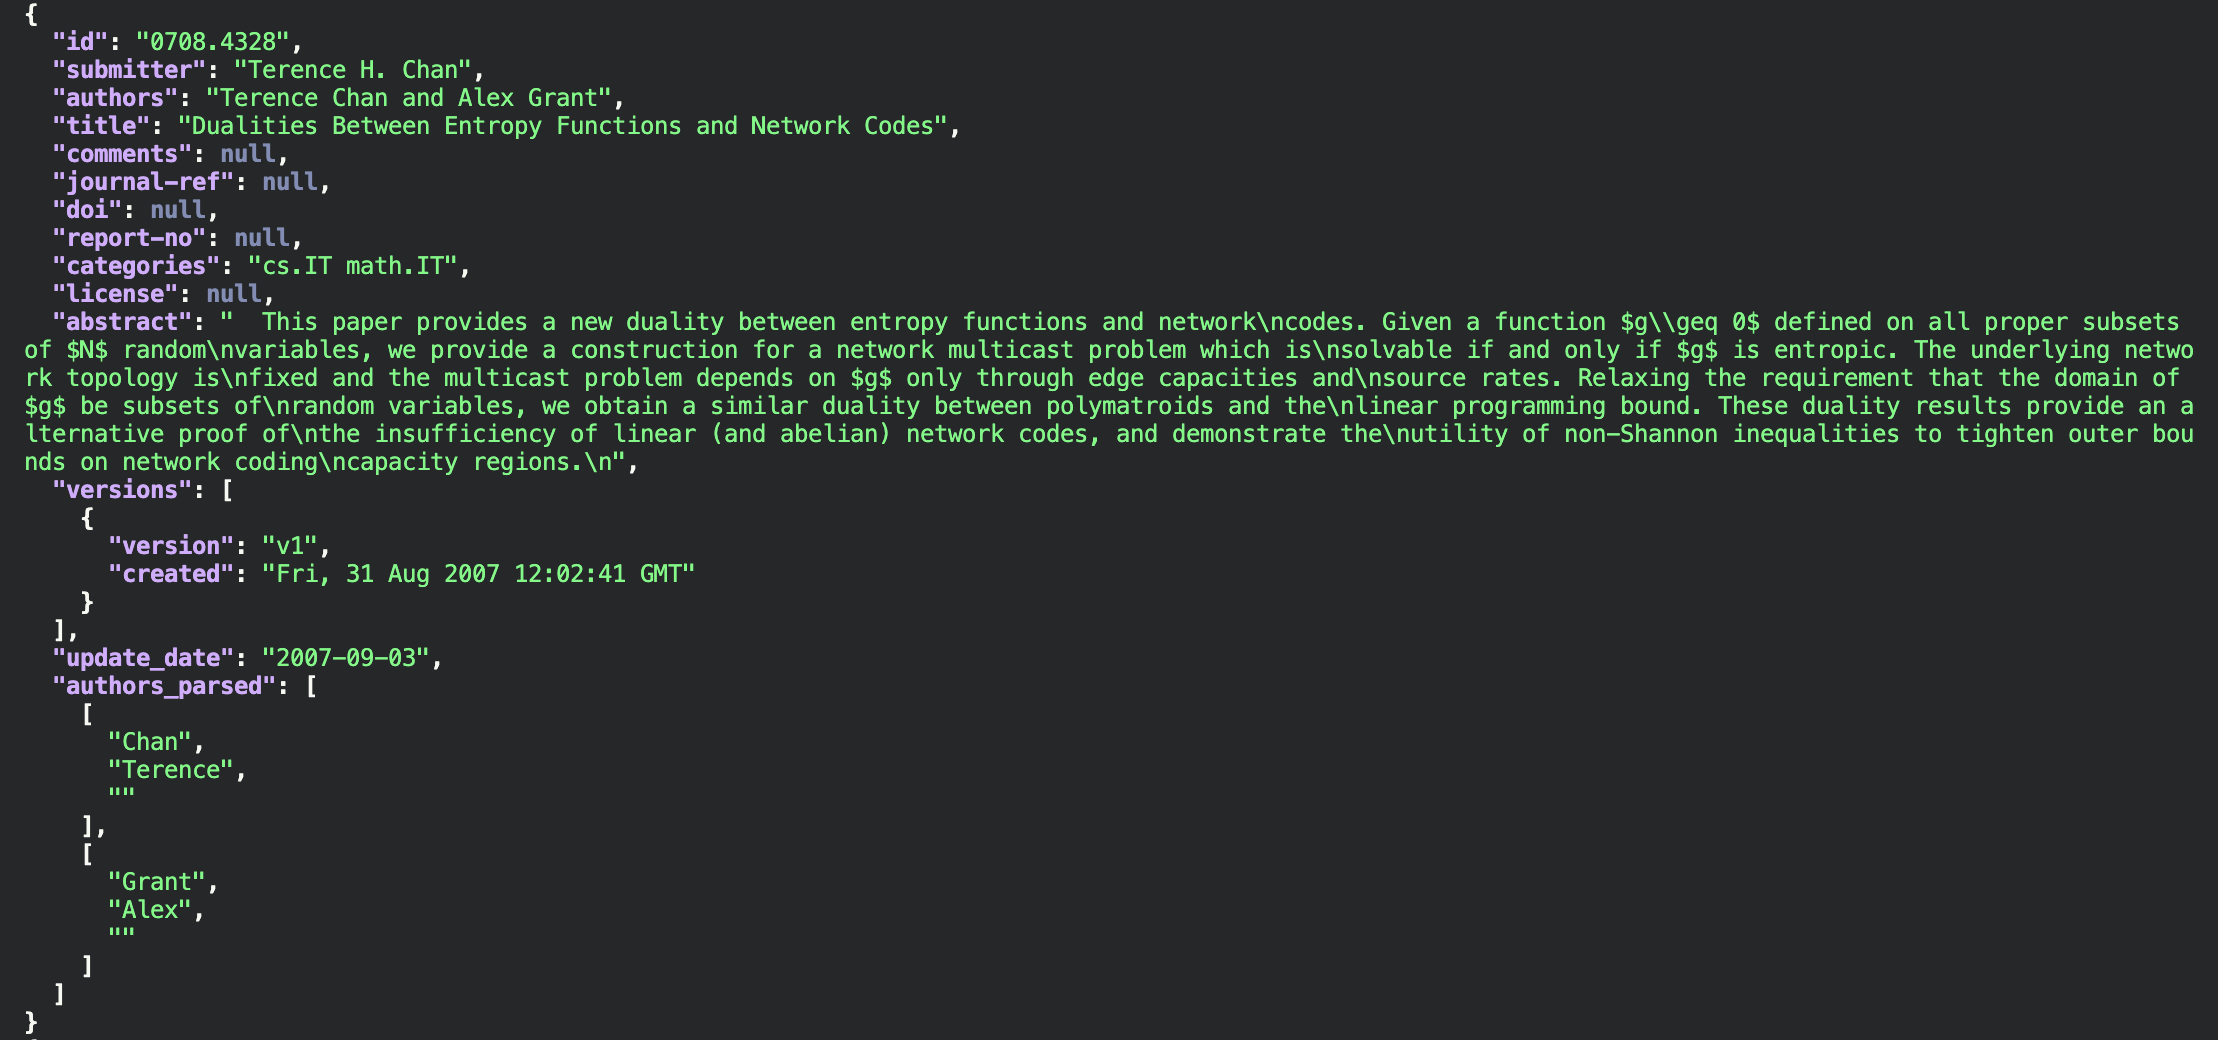 {
  "id": "0708.4328",
  "submitter": "Terence H. Chan",
  "authors": "Terence Chan and Alex Grant",
  "title": "Dualities Between Entropy Functions and Network Codes",
  "comments": null,
  "journal-ref": null,
  "doi": null,
  "report-no": null,
  "categories": "cs.IT math.IT",
  "license": null,
  "abstract": "  This paper provides a new duality between entropy functions and network\ncodes. Given a function $g\\geq 0$ defined on all proper subsets
of $N$ random\nvariables, we provide a construction for a network multicast problem which is\nsolvable if and only if $g$ is entropic. The underlying netwo
rk topology is\nfixed and the multicast problem depends on $g$ only through edge capacities and\nsource rates. Relaxing the requirement that the domain of
$g$ be subsets of\nrandom variables, we obtain a similar duality between polymatroids and the\nlinear programming bound. These duality results provide an a
lternative proof of\nthe insufficiency of linear (and abelian) network codes, and demonstrate the\nutility of non-Shannon inequalities to tighten outer bou
nds on network coding\ncapacity regions.\n",
  "versions": [
    {
      "version": "v1",
      "created": "Fri, 31 Aug 2007 12:02:41 GMT"
    }
  ],
  "update_date": "2007-09-03",
  "authors_parsed": [
    [
      "Chan",
      "Terence",
      ""
    ],
    [
      "Grant",
      "Alex",
      ""
    ]
  ]
}